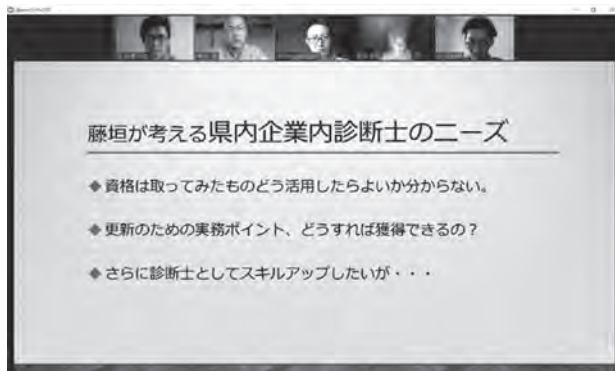 藤垣が考える県内企業内診断士のニーズ
◆資格は取ってみたものどう活用したらよいか分からない。
◆更新のための実務ポイント、どうすれば獲得できるの？
◆さらに診断士としてスキルアップしたいが・・・